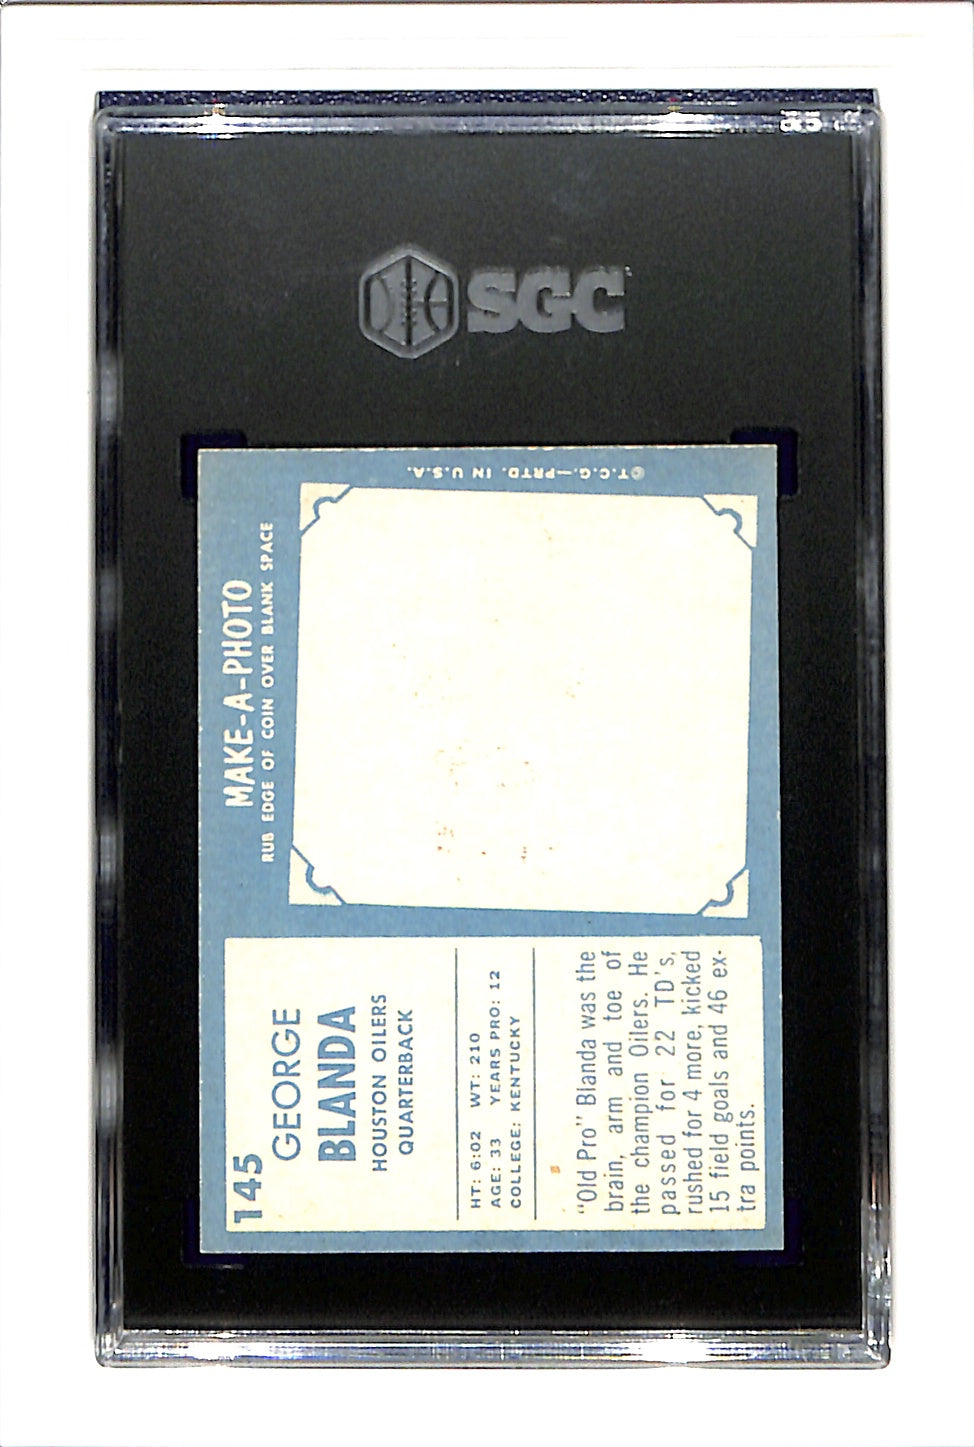 SGC
145
GEORGE
BLANDA
HOUSTON OILERS
QUARTERBACK
HT: 6:02 WT: 210
AGE: 33 YEARS PRO: 12
COLLEGE: KENTUCKY
"Old Pro" Blanda was the
brain, arm and toe of
the champion Oilers. He
passed for 22 TD's,
rushed for 4 more, kicked
15 field goals and 46 ex-
tra points.
MAKE-A-PHOTO
RUB EDGE OF COIN OVER BLANK SPACE
©T.C.G.—PRTD. IN U.S.A.